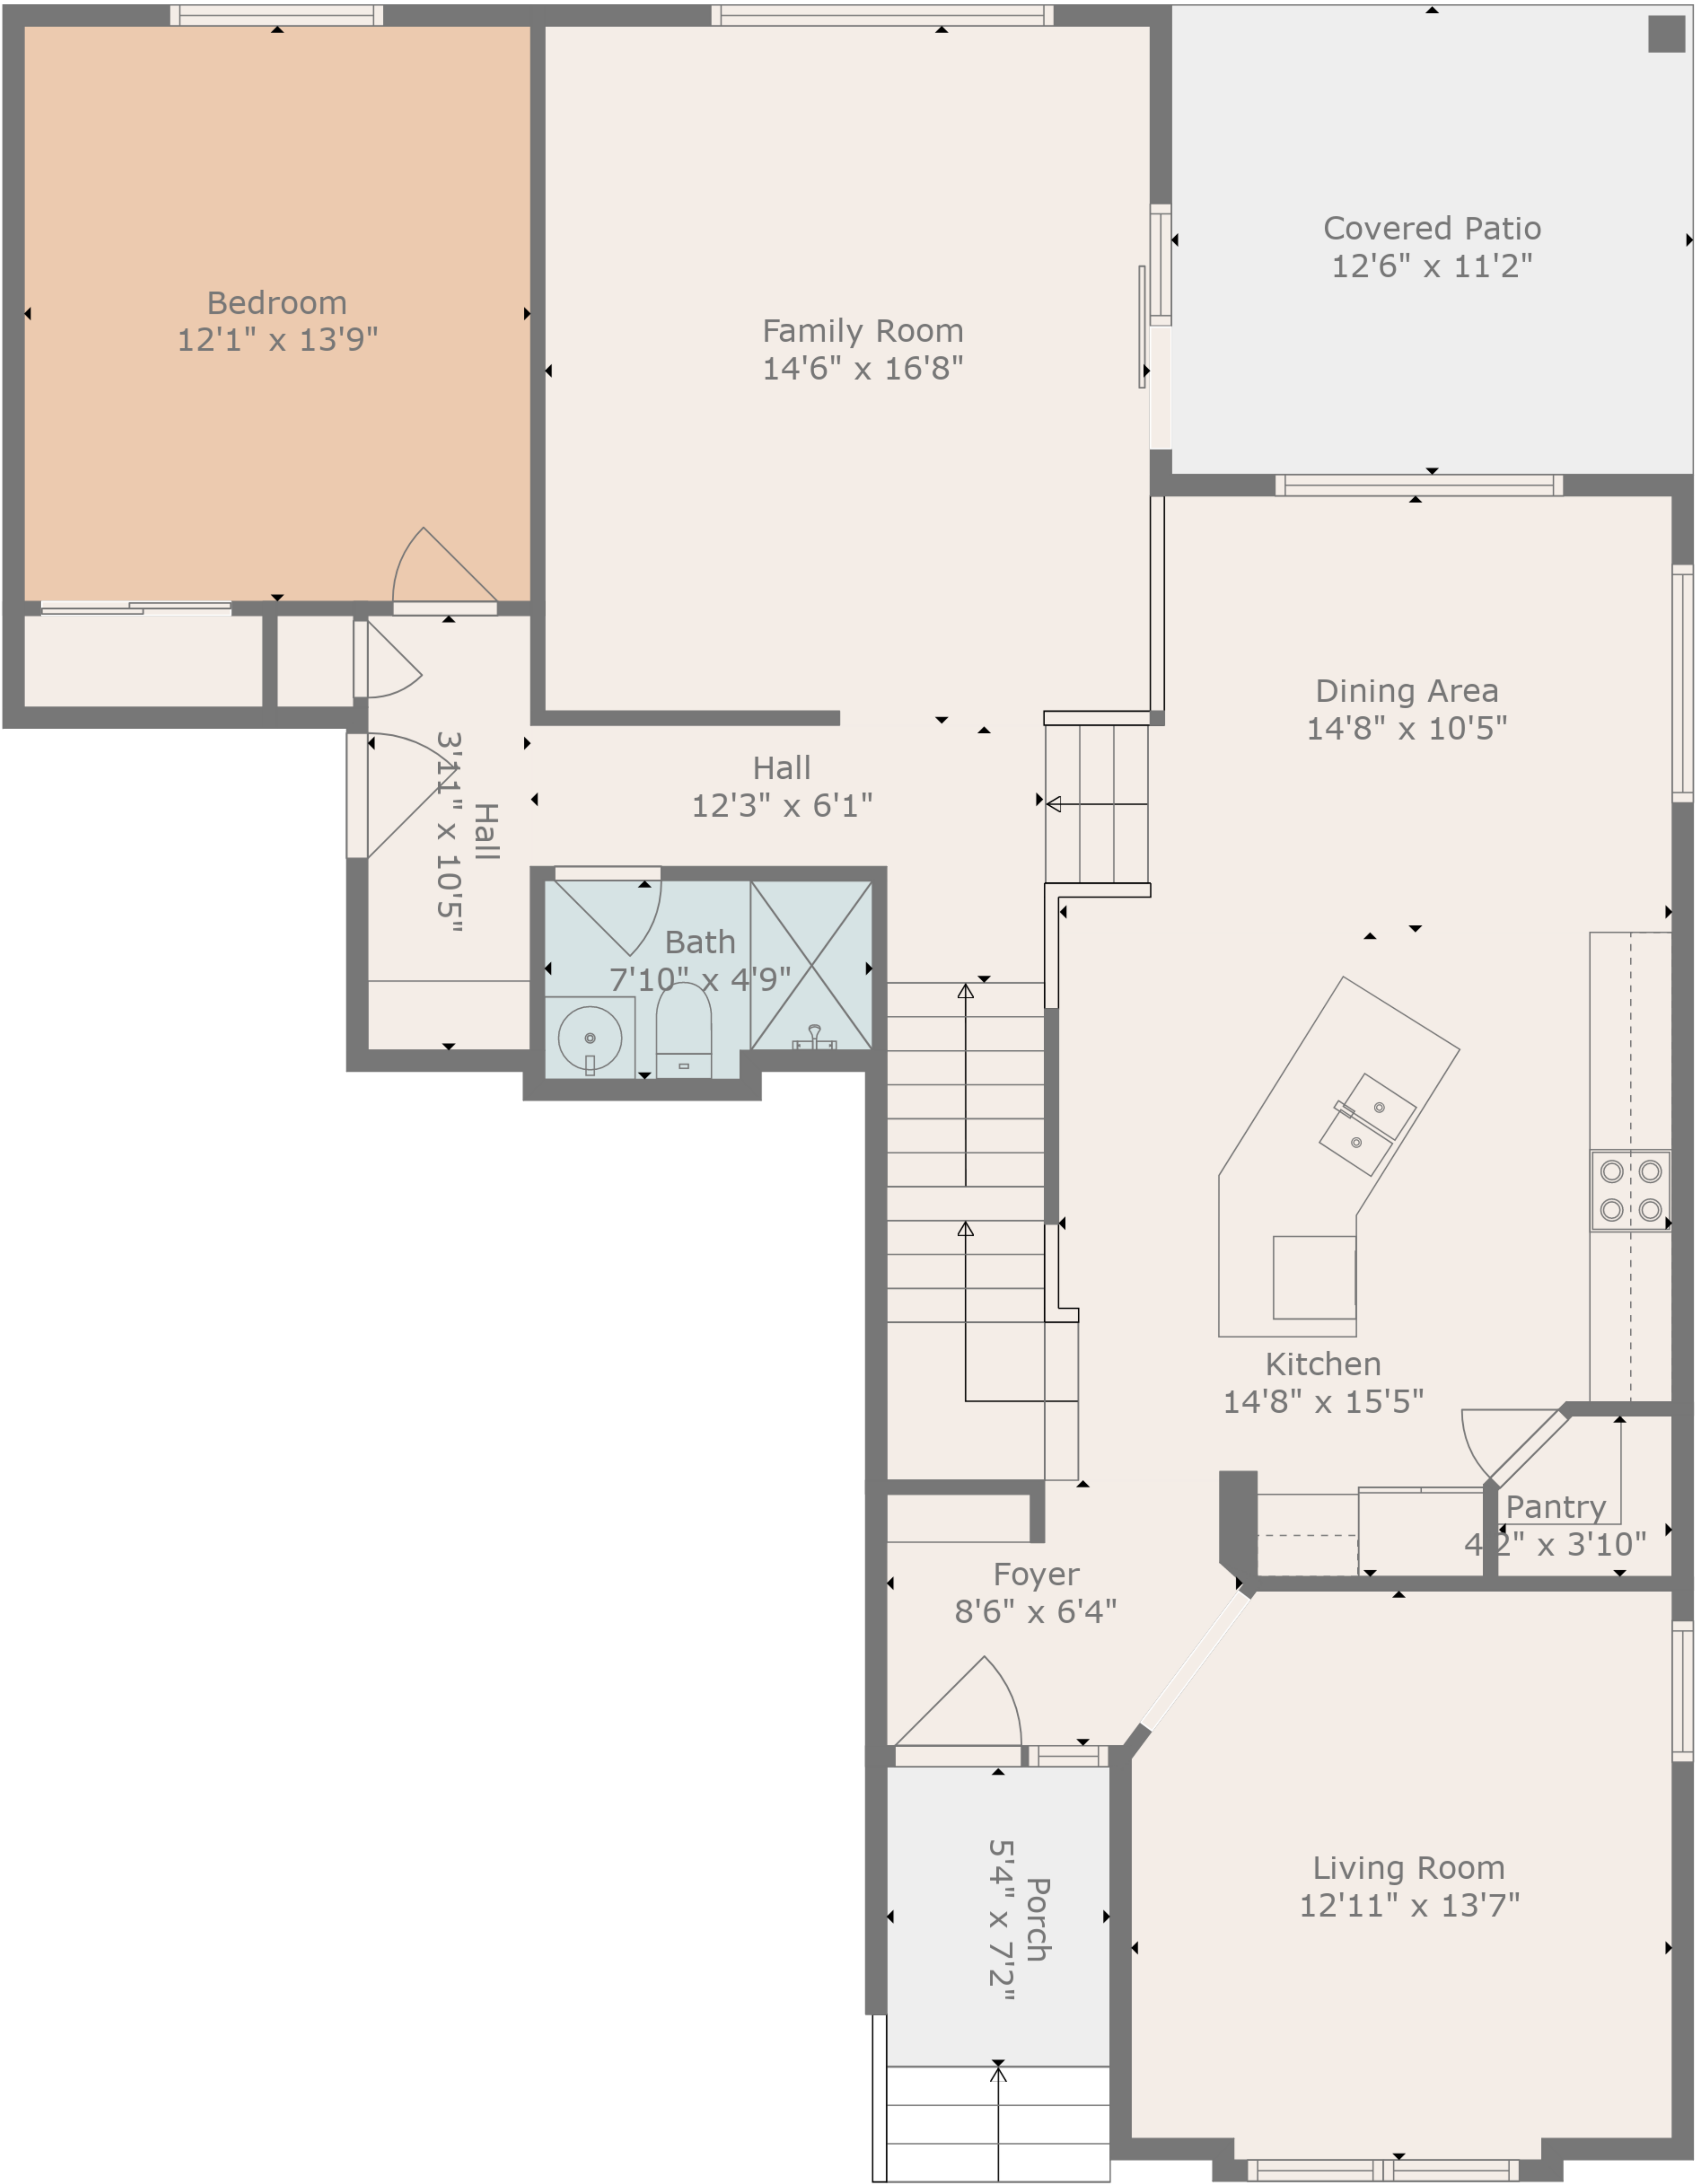 Covered Patio
12'6" x 11'2"
Bedroom
12'1" x 13'9"
Family Room
14'6" x 16'8"
Dining Area
14'8" x 10'5"
Hall
12'3" x 6'1"
Hall
3'11" x 10'5"
Bath
7'10" x 4'9"
Kitchen
14'8" x 15'5"
Pantry
4'2" x 3'10"
Foyer
8'6" x 6'4"
Living Room
12'11" x 13'7"
Porch
5'4" x 7'2"